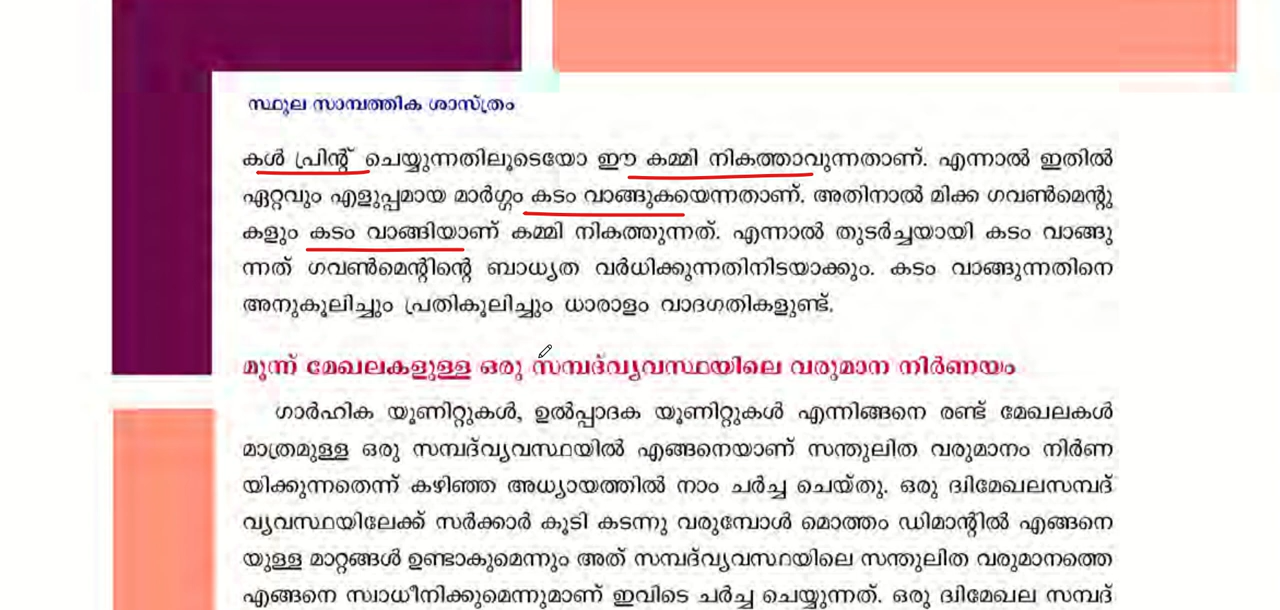 സ്ഥൂല സാമ്പത്തിക ശാസ്ത്രം
കൾ പ്രിന്റ് ചെയ്യുന്നതിലൂടെയോ ഈ കമ്മി നികത്താവുന്നതാണ്. എന്നാൽ ഇതിൽ
ഏറ്റവും എളുപ്പമായ മാർഗ്ഗം കടം വാങ്ങുകയെന്നതാണ്. അതിനാൽ മിക്ക ഗവൺമെന്റു
കളും കടം വാങ്ങിയാണ് കമ്മി നികത്തുന്നത്. എന്നാൽ തുടർച്ചയായി കടം വാങ്ങു
ന്നത് ഗവൺമെന്റിന്റെ ബാധ്യത വർധിക്കുന്നതിനിടയാക്കും. കടം വാങ്ങുന്നതിനെ
അനുകൂലിച്ചും പ്രതികൂലിച്ചും ധാരാളം വാദഗതികളുണ്ട്.
മൂന്ന് മേഖലകളുള്ള ഒരു സമ്പദ്‌വ്യവസ്ഥയിലെ വരുമാന നിർണയം
ഗാർഹിക യൂണിറ്റുകൾ, ഉൽപ്പാദക യൂണിറ്റുകൾ എന്നിങ്ങനെ രണ്ട് മേഖലകൾ
മാത്രമുള്ള ഒരു സമ്പദ്‌വ്യവസ്ഥയിൽ എങ്ങനെയാണ് സന്തുലിത വരുമാനം നിർണ
യിക്കുന്നതെന്ന് കഴിഞ്ഞ അധ്യായത്തിൽ നാം ചർച്ച ചെയ്തു. ഒരു ദ്വിമേഖലസമ്പദ്
വ്യവസ്ഥയിലേക്ക് സർക്കാർ കൂടി കടന്നു വരുമ്പോൾ മൊത്തം ഡിമാന്റിൽ എങ്ങനെ
യുള്ള മാറ്റങ്ങൾ ഉണ്ടാകുമെന്നും അത് സമ്പദ്‌വ്യവസ്ഥയിലെ സന്തുലിത വരുമാനത്തെ
എങ്ങനെ സ്വാധീനിക്കുമെന്നുമാണ് ഇവിടെ ചർച്ച ചെയ്യുന്നത്. ഒരു ദ്വിമേഖല സമ്പദ്